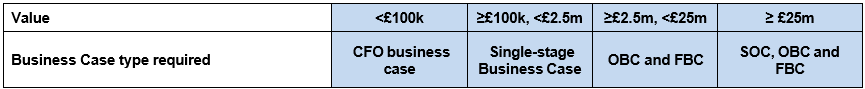 Value <£100k ≥£100k, <£2.5m ≥£2.5m, <£25m ≥ £25m
Business Case type required CFO business case Single-stage Business Case OBC and FBC SOC, OBC and FBC